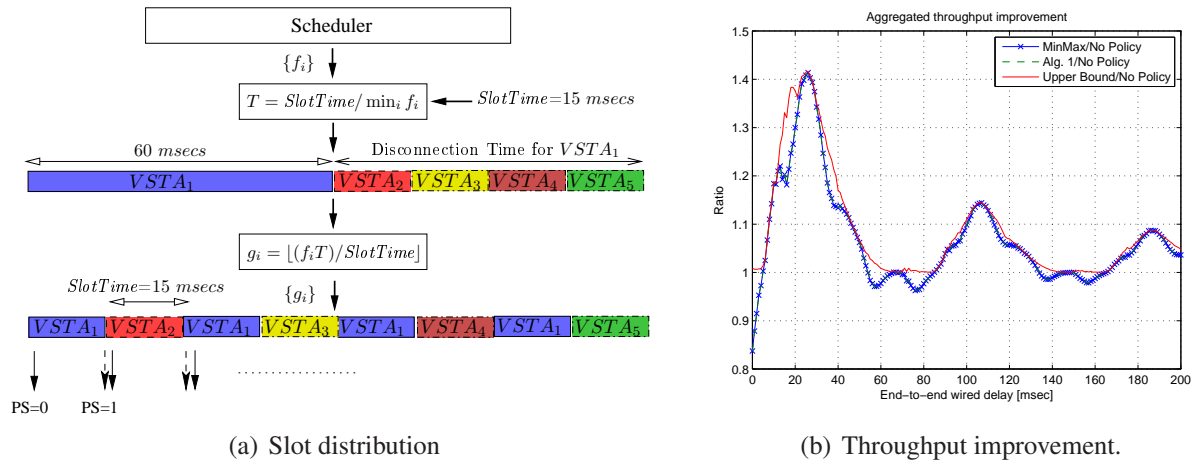 Scheduler
{f_i}
T = SlotTime/ min_i f_i
SlotTime=15 msecs
60 msecs
Disconnection Time for VSTA_1
VSTA_1 VSTA_2 VSTA_3 VSTA_4 VSTA_5
g_i = ⌊(f_iT)/SlotTime⌋
SlotTime=15 msecs
{g_i}
VSTA_1 VSTA_2 VSTA_1 VSTA_3 VSTA_1 VSTA_4 VSTA_1 VSTA_5
PS=0 PS=1
(a) Slot distribution
Aggregated throughput improvement
MinMax/No Policy
Alg. 1/No Policy
Upper Bound/No Policy
Ratio
1.5
1.4
1.3
1.2
1.1
1
0.9
0.8
0 20 40 60 80 100 120 140 160 180 200
End−to−end wired delay [msec]
(b) Throughput improvement.